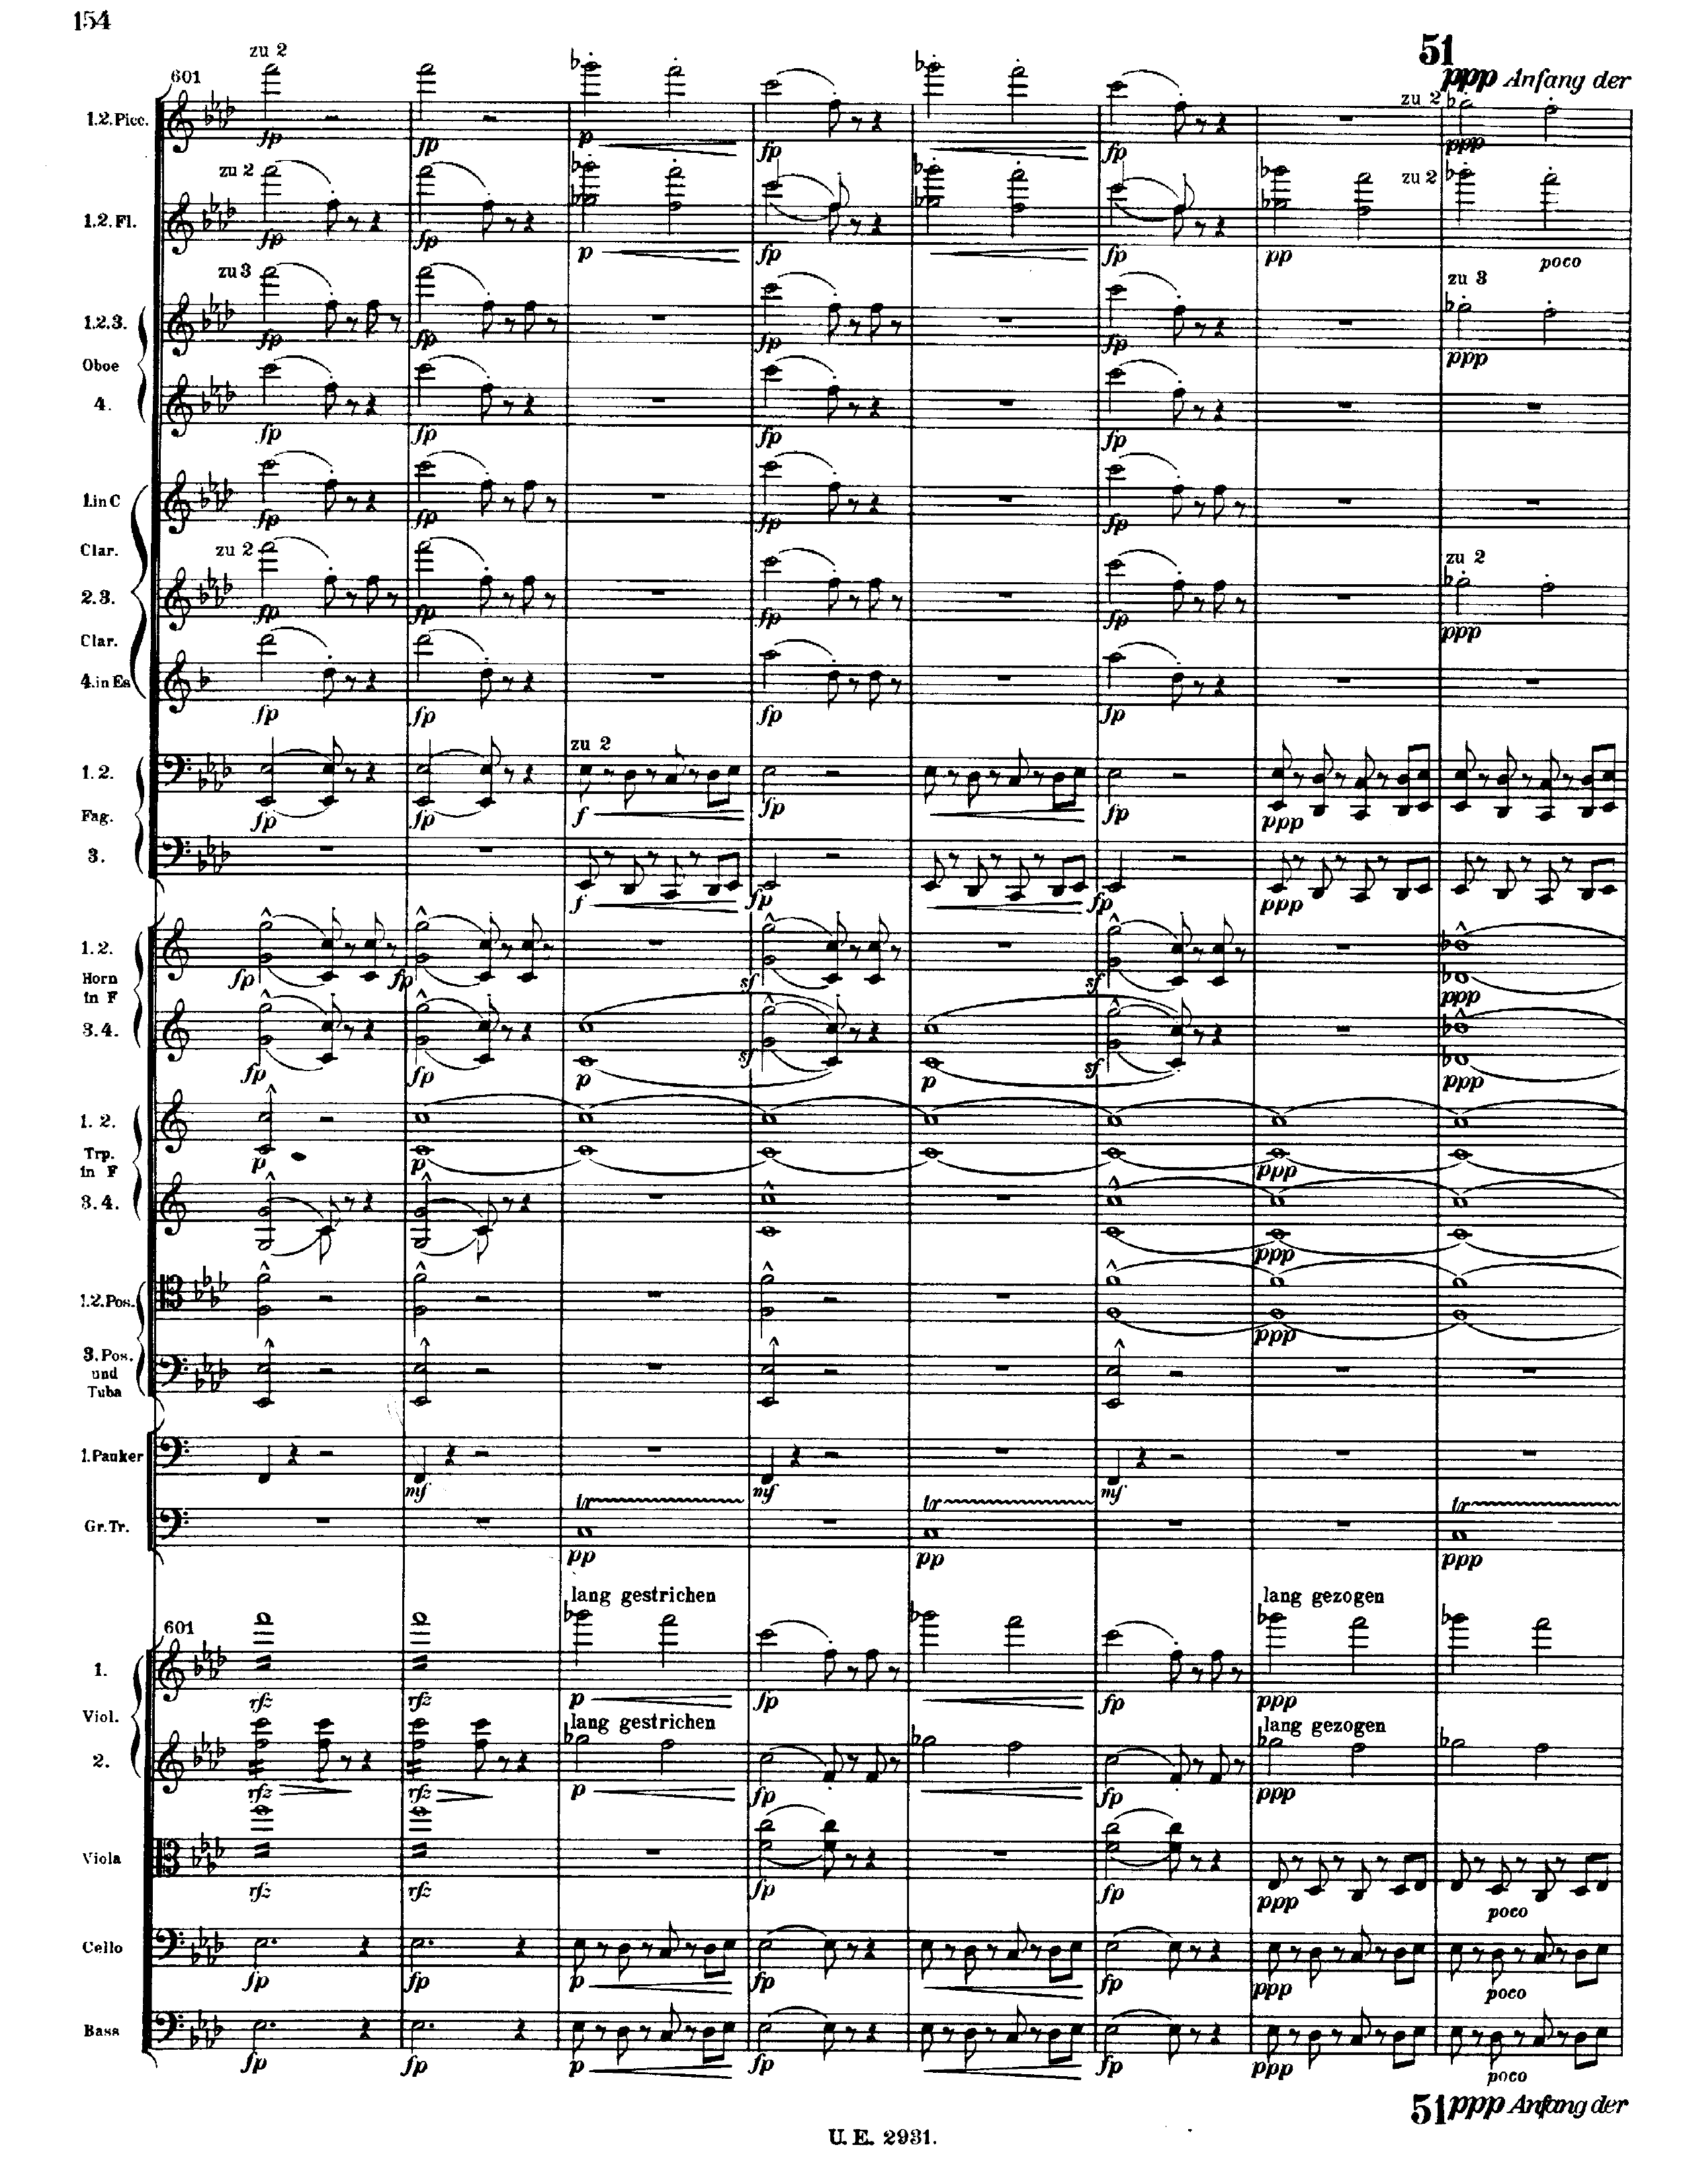 154
zu 2
51
601
ppp Anfang der
1.2. Picc.
zu 2
fp
fp
p
fp
fp
ppp
zu 2
zu 2
1.2. Fl.
fp
fp
p
fp
fp
pp
poco
zu 3
zu 3
1.2.3.
fp
fp
fp
fp
ppp
Oboe
4.
fp
fp
fp
fp
1.in C
fp
fp
fp
fp
Clar.
zu 2
zu 2
2.3.
fp
fp
fp
fp
ppp
Clar.
4.in Es
fp
fp
fp
fp
zu 2
1. 2.
fp
fp
f
fp
fp
ppp
Fag.
3.
f
fp
fp
ppp
1.2.
fp
fp
sf
sf
ppp
Horn
in F
3.4.
fp
fp
p
sf
p
sf
ppp
1. 2.
p
p
ppp
Trp.
in F
3.4.
ppp
1.2.Pos.
ppp
3.Pos.
und
Tuba
1.Pauker
mf
mf
mf
tr
tr
tr
Gr.Tr.
pp
pp
ppp
lang gestrichen
lang gezogen
601
1.
rfz
rfz
p
fp
fp
ppp
Viol.
lang gestrichen
lang gezogen
2.
rfz
rfz
p
fp
fp
ppp
Viola
rfz
rfz
fp
fp
ppp
poco
Cello
fp
fp
p
fp
fp
ppp
poco
Bass
fp
fp
p
fp
fp
ppp
poco
51 ppp Anfang der
U. E. 2931.